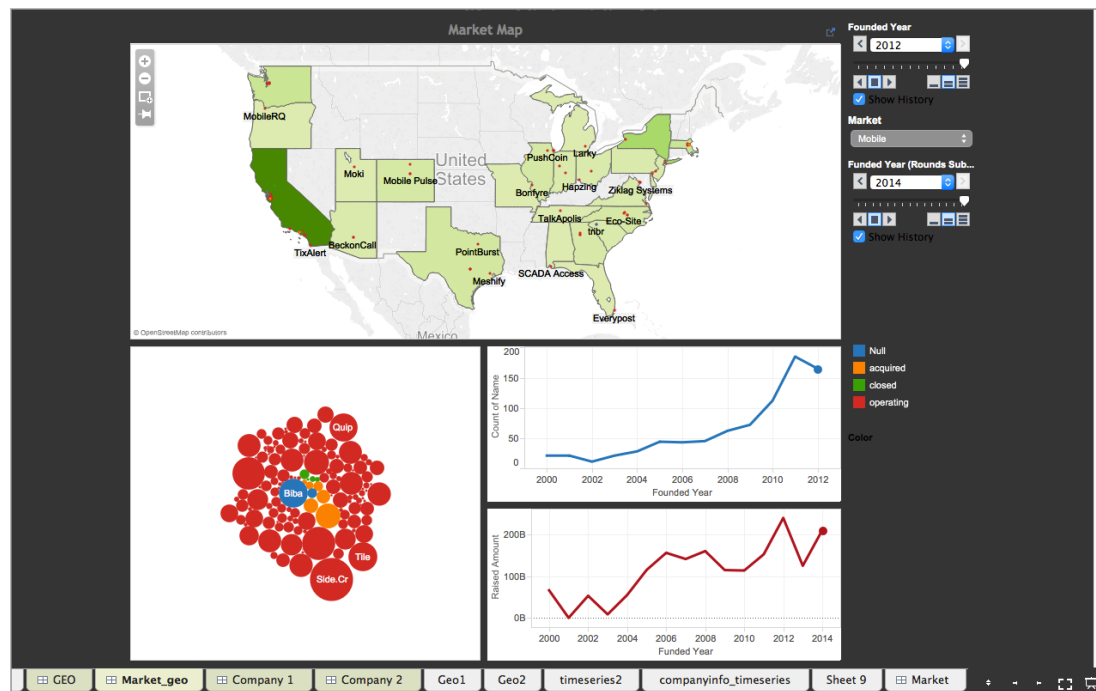 Market Map
Founded Year
2012
Show History
Market
Mobile
Funded Year (Rounds Sub...
2014
Show History
MobileRQ
Moki
Mobile Pulse
United
States
PushCoin
Larky
Bonfyre
Hapzing
Ziklag Systems
TalkApolis
Eco-Site
tribr
BeckonCall
TixAlert
PointBurst
Meshify
SCADA Access
Everypost
Mexico
© OpenStreetMap contributors
Null
acquired
closed
operating
Color
Quip
Biba
Tile
Side.Cr
200
150
100
50
0
Count of Name
2000 2002 2004 2006 2008 2010 2012
Founded Year
200B
100B
0B
Raised Amount
2000 2002 2004 2006 2008 2010 2012 2014
Funded Year
GEO Market_geo Company 1 Company 2 Geo1 Geo2 timeseries2 companyinfo_timeseries Sheet 9 Market